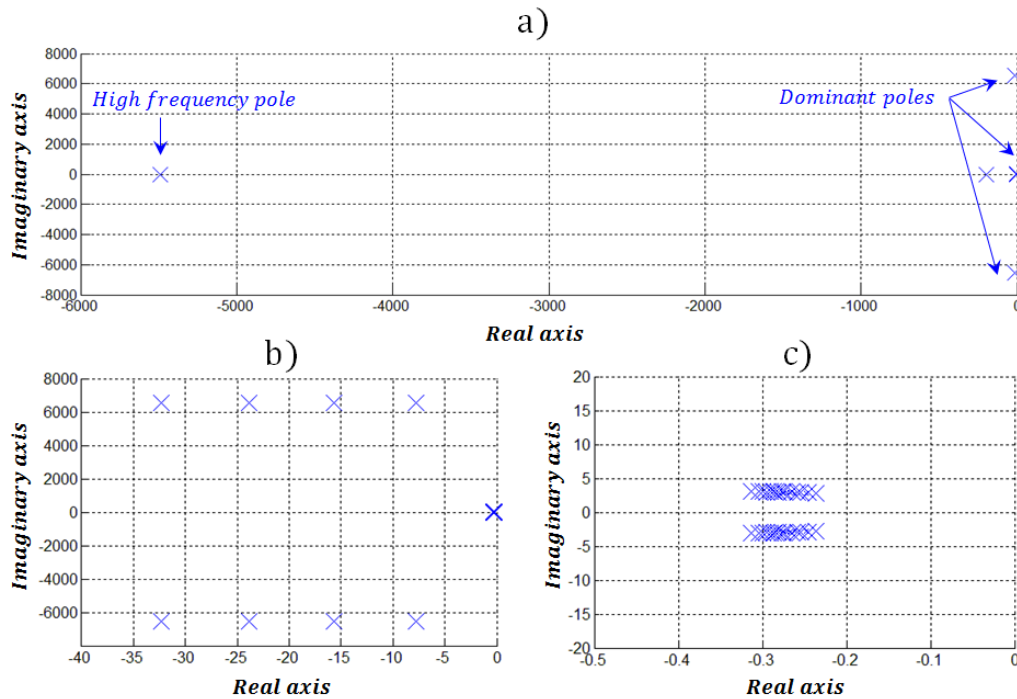 a)
8000
6000
4000
2000
0
-2000
-4000
-6000
-8000
Imaginary axis
High frequency pole
Dominant poles
-6000 -5000 -4000 -3000 -2000 -1000 0
Real axis
b)
8000
6000
4000
2000
0
-2000
-4000
-6000
Imaginary axis
-40 -35 -30 -25 -20 -15 -10 -5 0
Real axis
c)
20
15
10
5
0
-5
-10
-15
-20
Imaginary axis
-0.5 -0.4 -0.3 -0.2 -0.1 0
Real axis